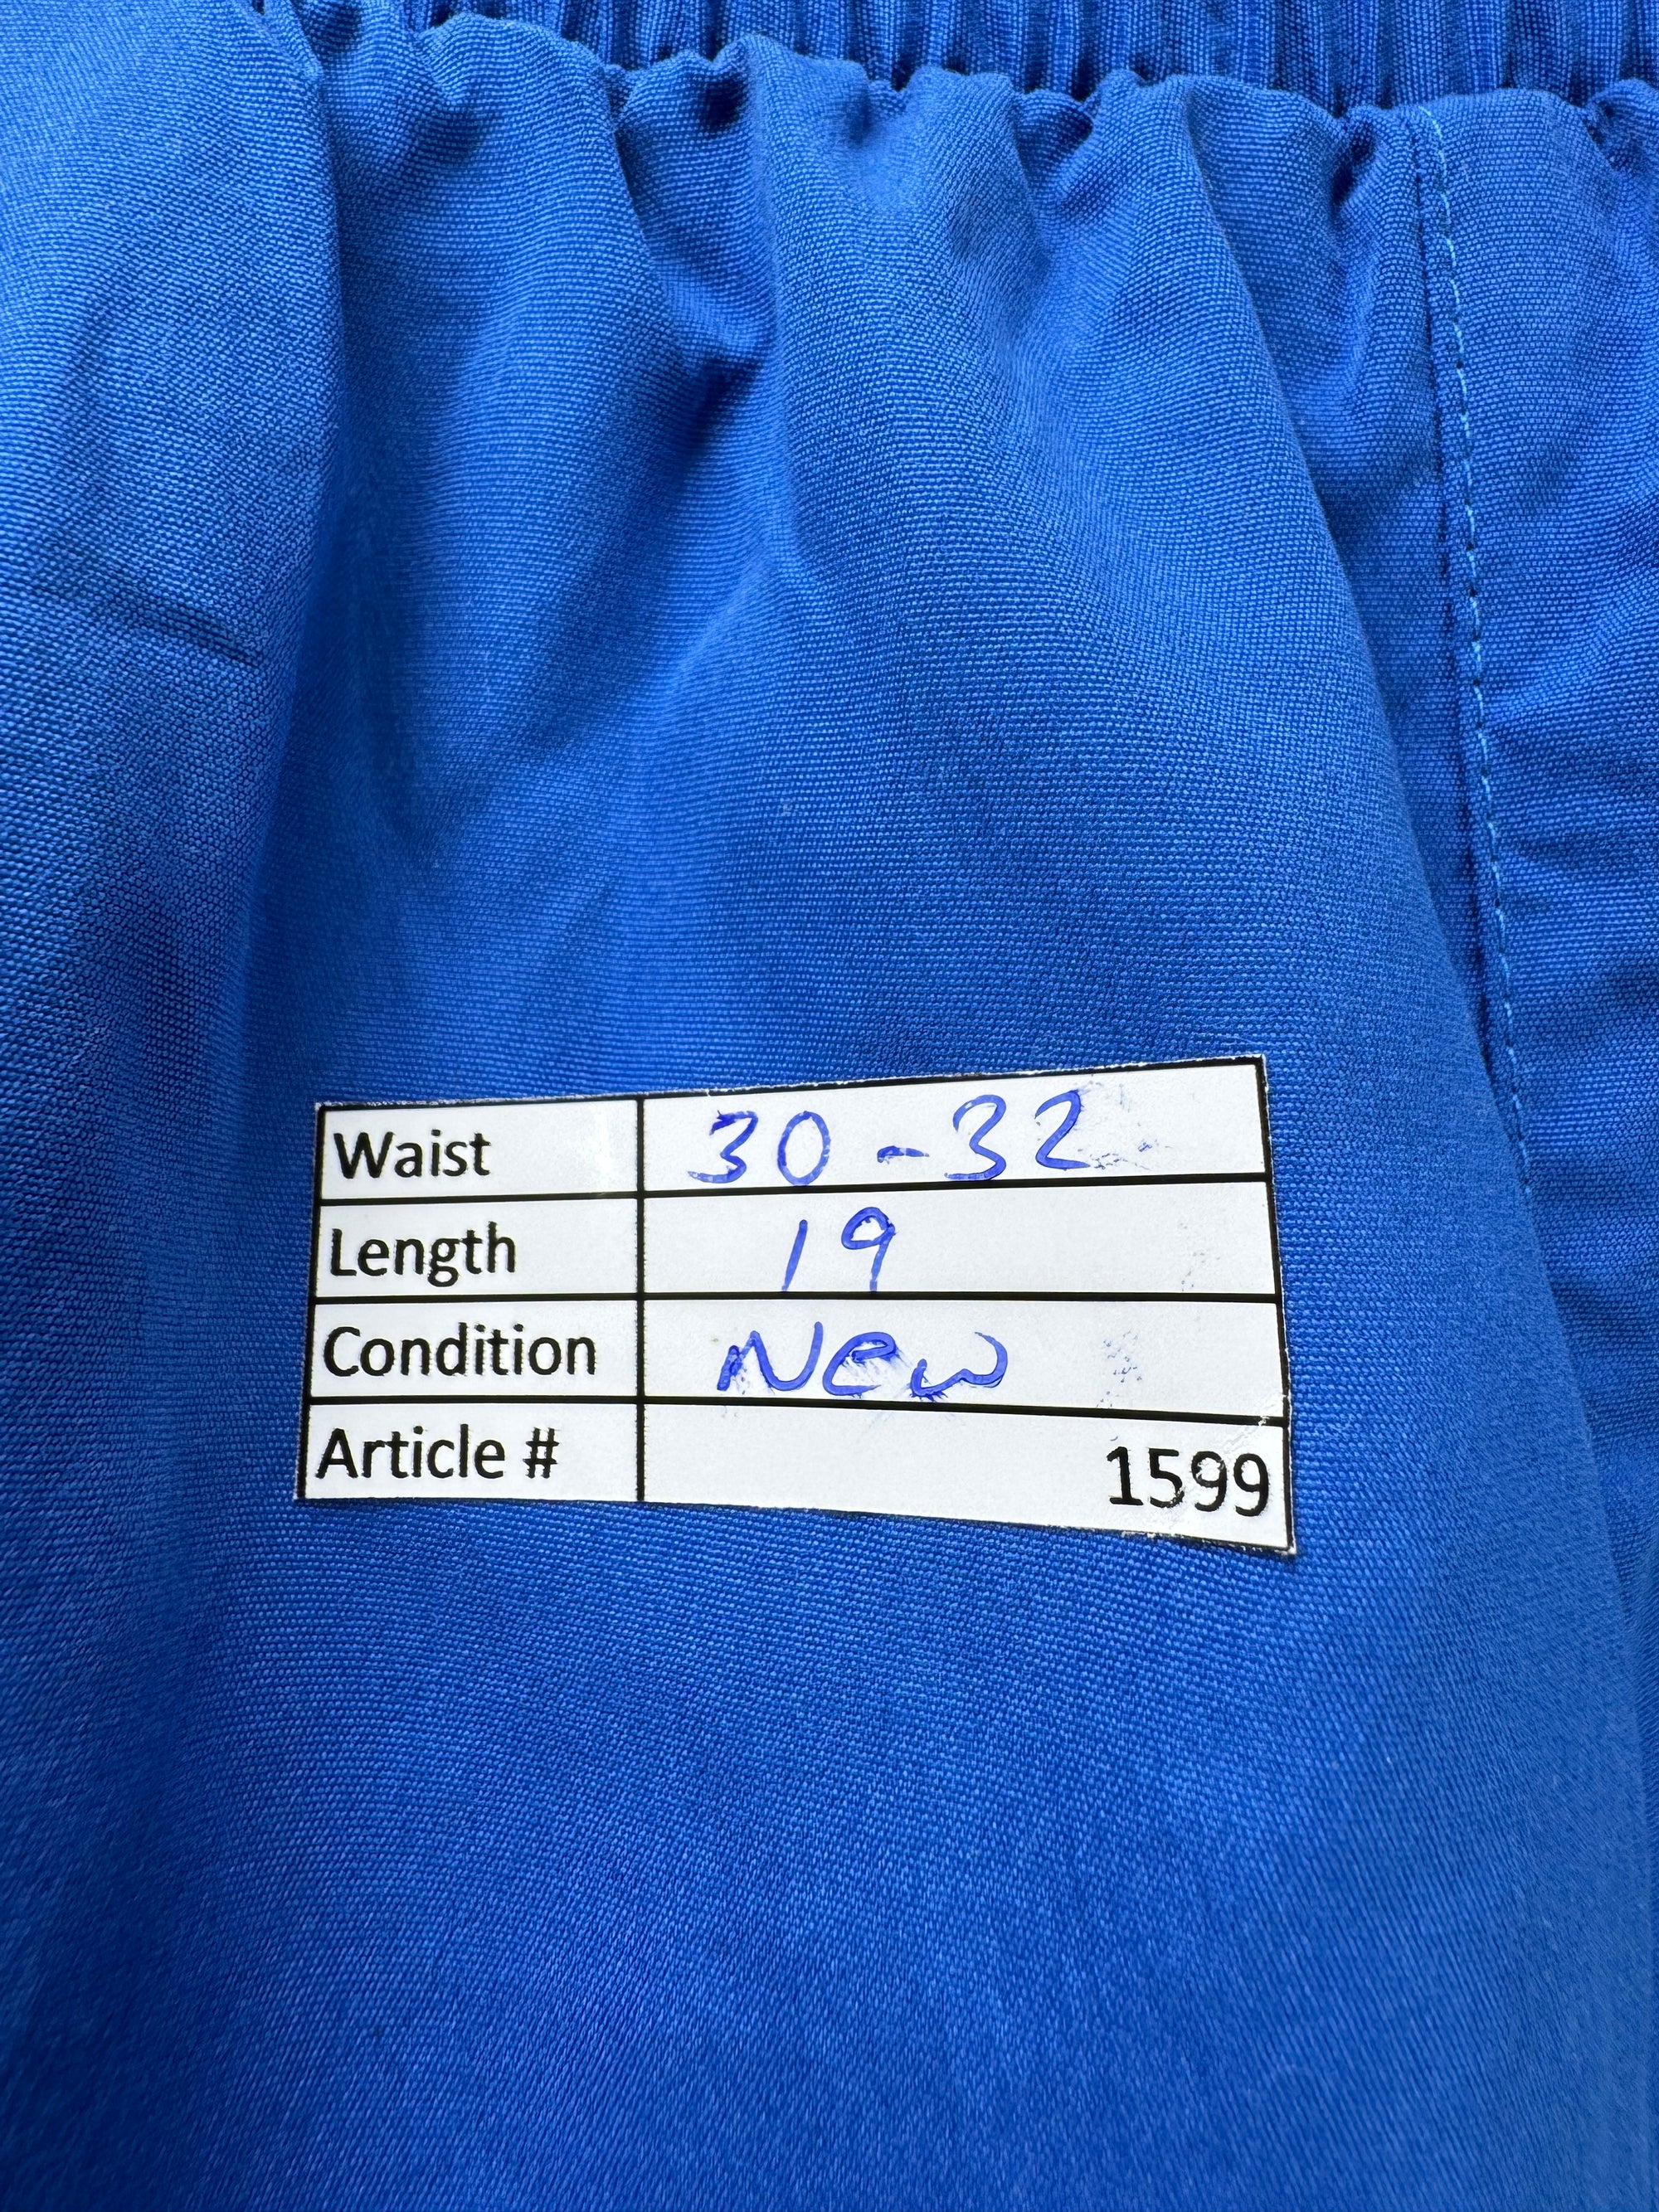 Waist 30-32
Length 19
Condition New
Article # 1599